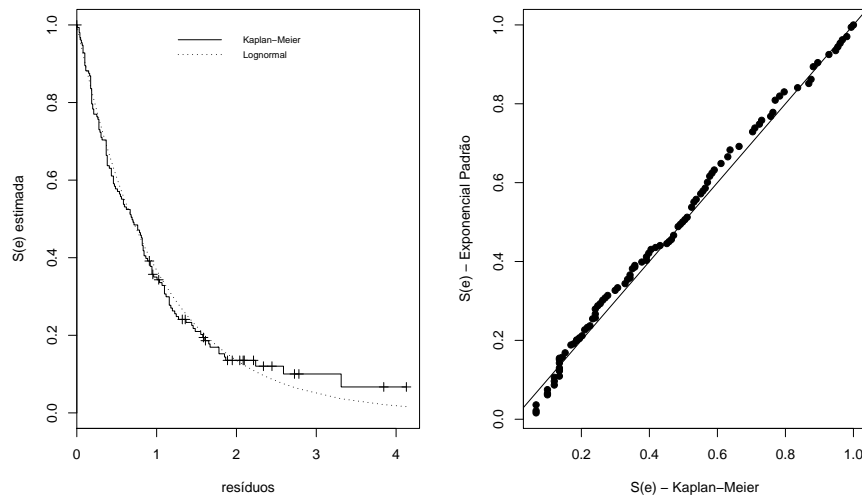 Kaplan−Meier
Lognormal
S(e) estimada
0.0
0.2
0.4
0.6
0.8
1.0
0 1 2 3 4
resíduos
S(e) − Exponencial Padrão
0.0
0.2
0.4
0.6
0.8
1.0
0.2 0.4 0.6 0.8 1.0
S(e) − Kaplan−Meier